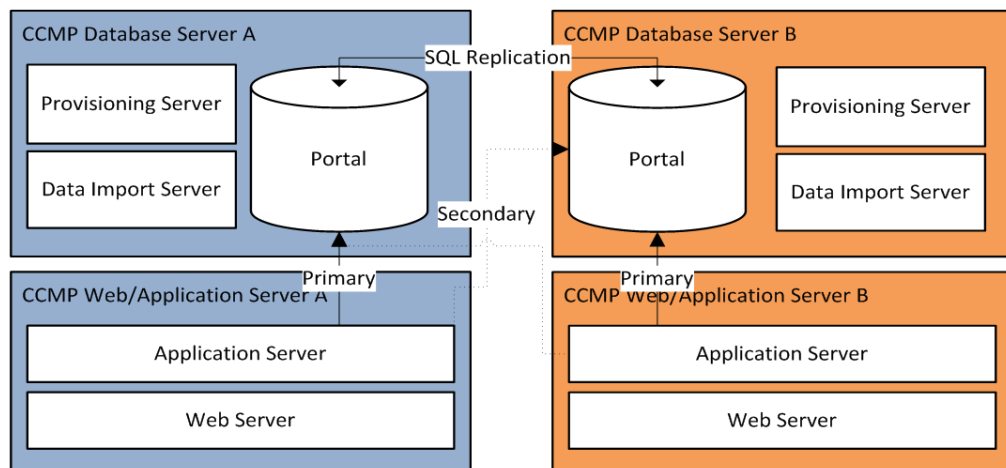 CCMP Database Server A
Provisioning Server
Data Import Server
Portal
SQL Replication
CCMP Database Server B
Portal
Provisioning Server
Data Import Server
Secondary
Primary
Primary
CCMP Web/Application Server A
Application Server
Web Server
CCMP Web/Application Server B
Application Server
Web Server